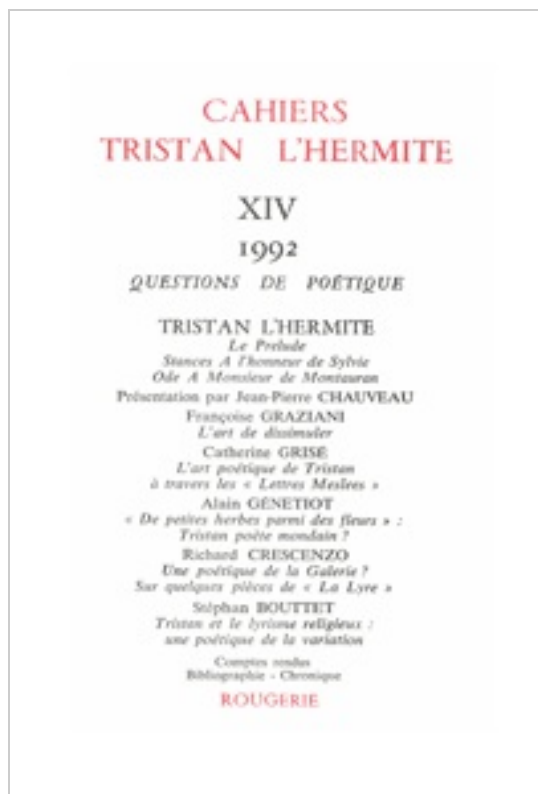 CAHIERS
TRISTAN L'HERMITE
XIV
1992
QUESTIONS DE POÉTIQUE
TRISTAN L'HERMITE
Le Prelude
Stances A l'honneur de Sylvie
Ode A Monsieur de Montauran
Présentation par Jean-Pierre CHAUVEAU
Françoise GRAZIANI
L'art de dissimuler
Catherine GRISÉ
L'art poétique de Tristan
à travers les « Lettres Meslees »
Alain GÉNETIOT
« De petites herbes parmi des fleurs » :
Tristan poète mondain ?
Richard CRESCENZO
Une poétique de la Galerie ?
Sur quelques pièces de « La Lyre »
Stéphan BOUTTET
Tristan et le lyrisme religieux :
une poétique de la variation
Comptes rendus
Bibliographie - Chronique
ROUGERIE